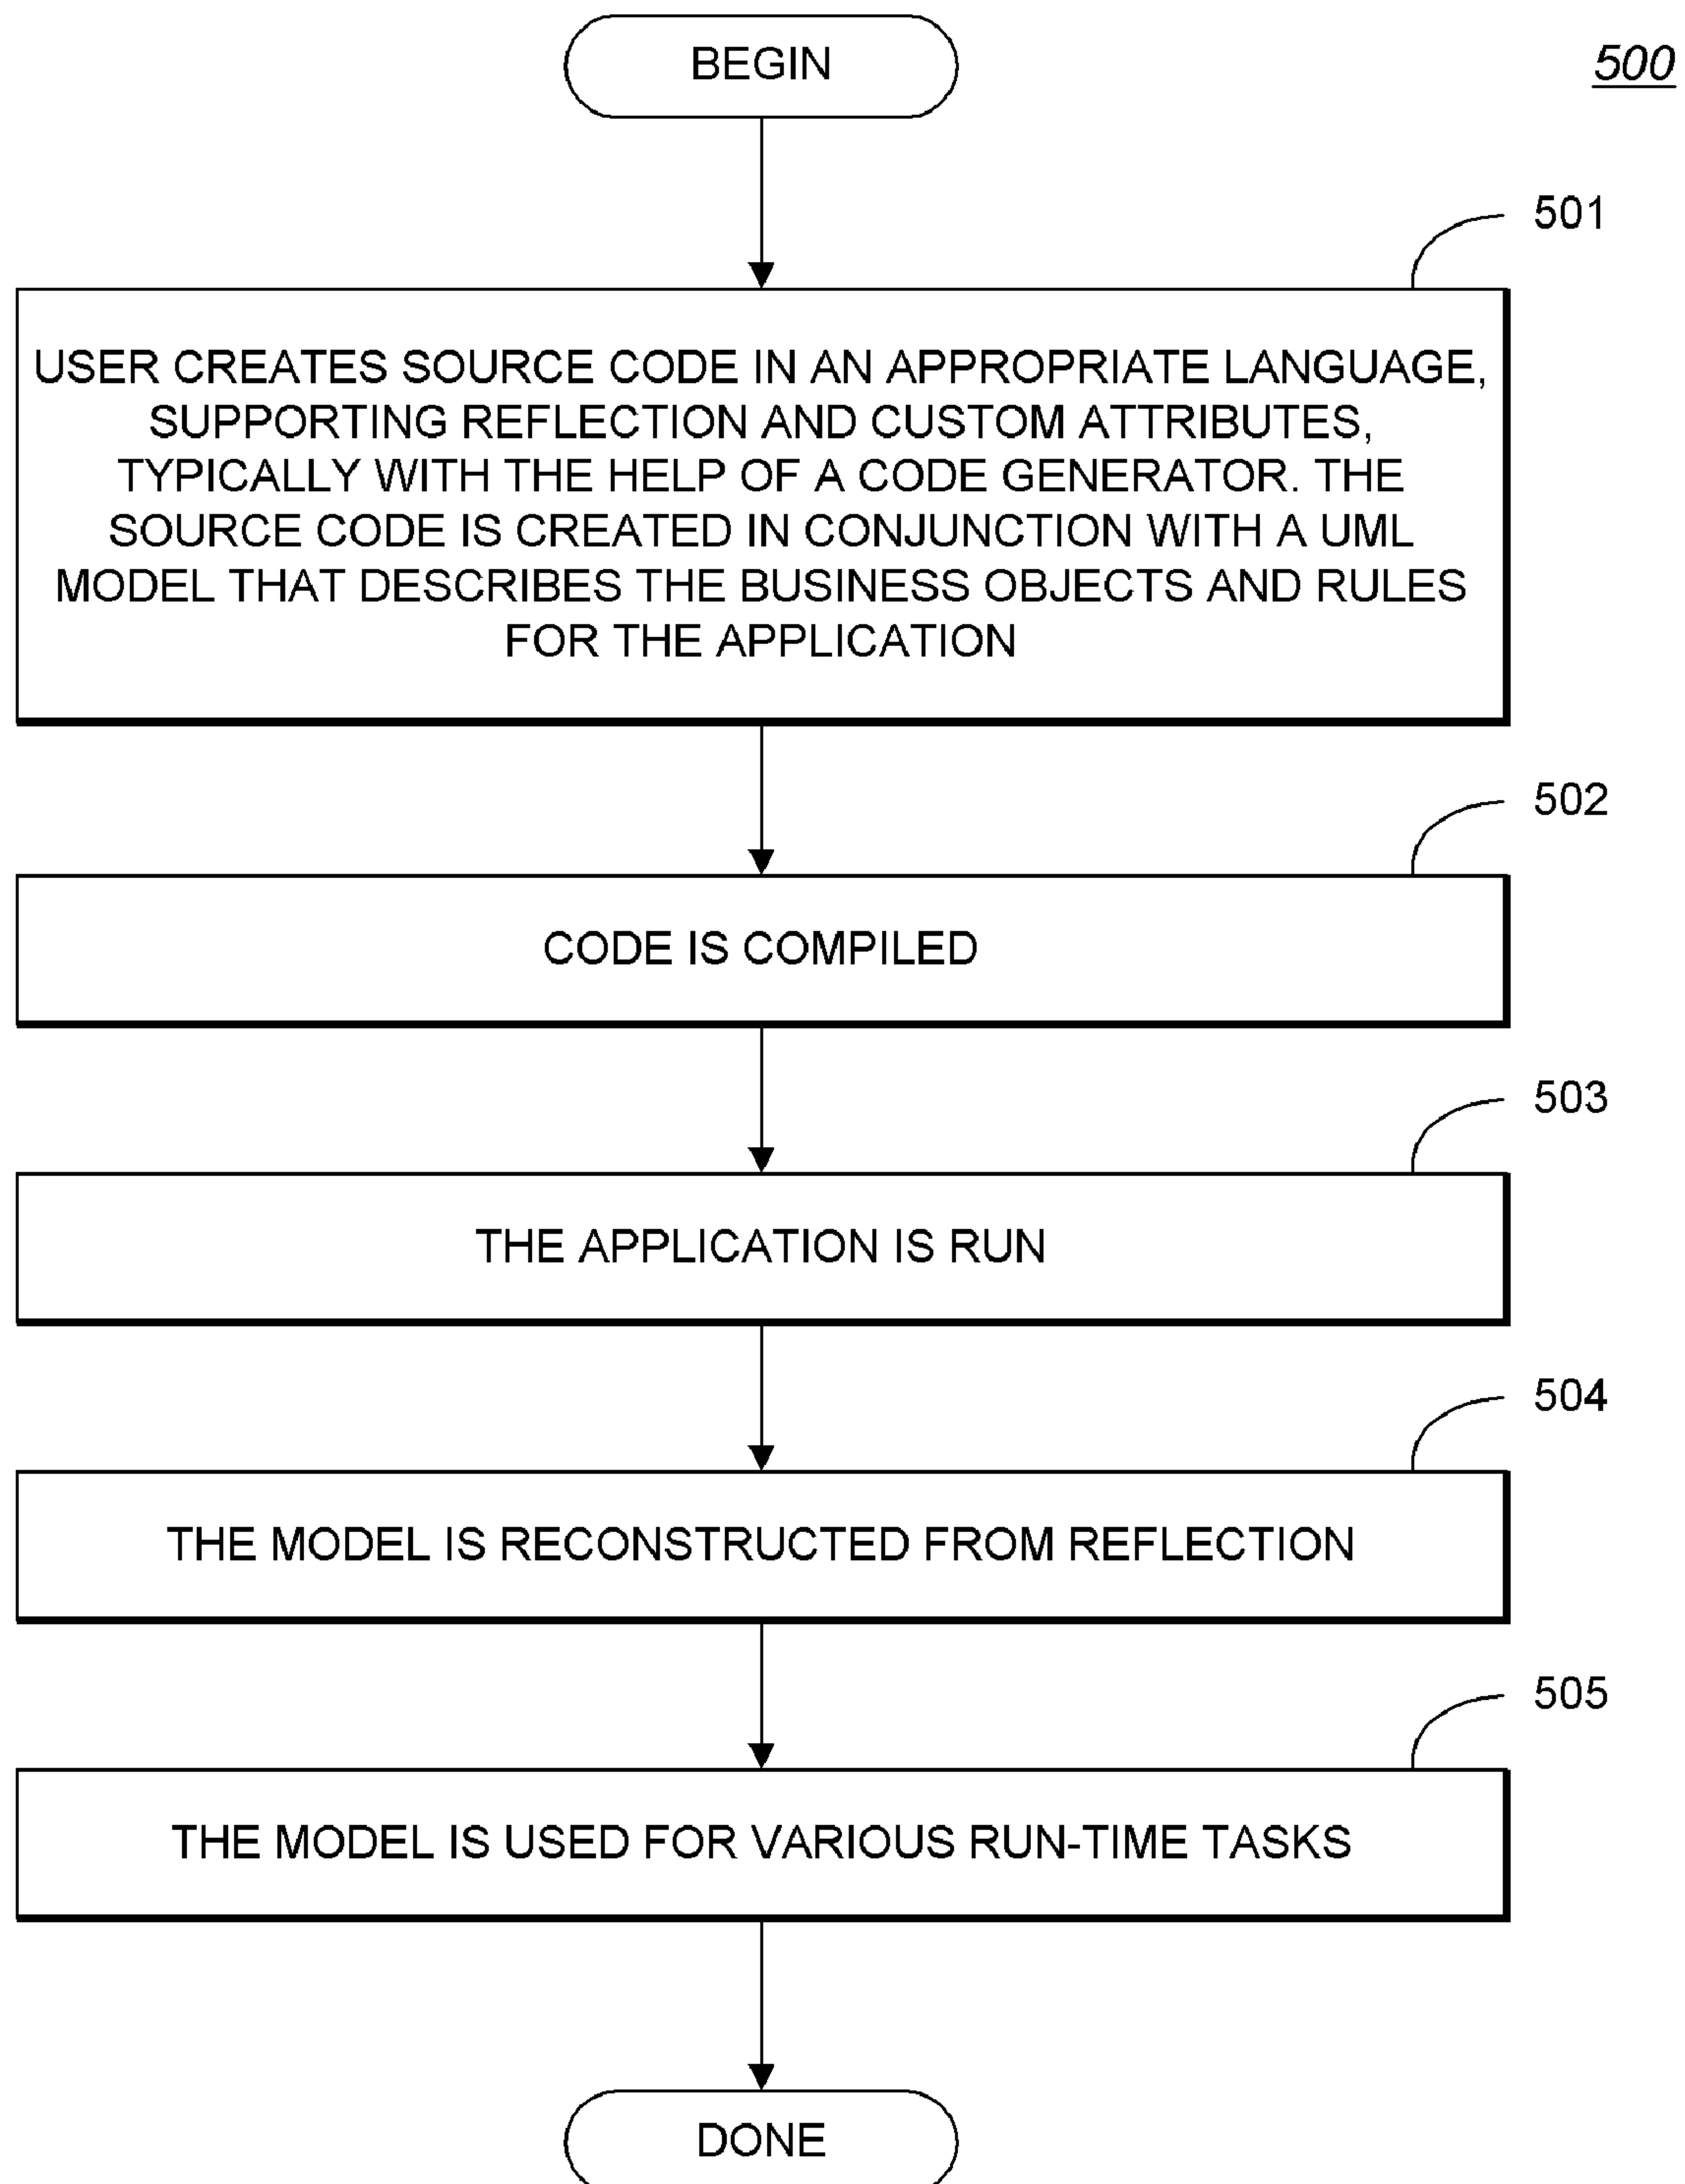 BEGIN
500
501
USER CREATES SOURCE CODE IN AN APPROPRIATE LANGUAGE,
SUPPORTING REFLECTION AND CUSTOM ATTRIBUTES,
TYPICALLY WITH THE HELP OF A CODE GENERATOR. THE
SOURCE CODE IS CREATED IN CONJUNCTION WITH A UML
MODEL THAT DESCRIBES THE BUSINESS OBJECTS AND RULES
FOR THE APPLICATION
502
CODE IS COMPILED
503
THE APPLICATION IS RUN
504
THE MODEL IS RECONSTRUCTED FROM REFLECTION
505
THE MODEL IS USED FOR VARIOUS RUN-TIME TASKS
DONE